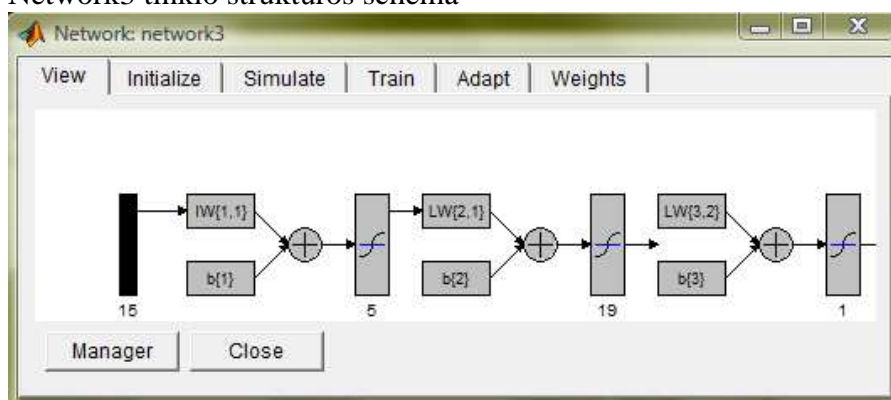 Network3 tinklo struktūros schema
Network: network3
View Initialize Simulate Train Adapt Weights
IW{1,1} LW{2,1} LW{3,2}
b{1} b{2} b{3}
15 5 19 1
Manager Close